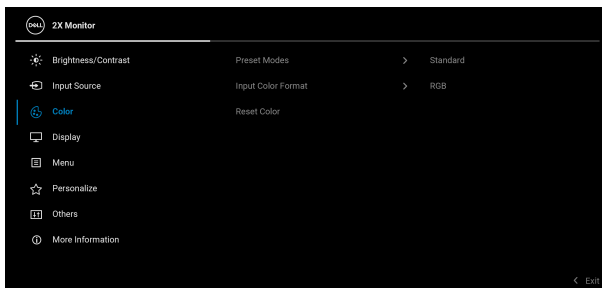 DELL 2X Monitor
Brightness/Contrast Preset Modes > Standard
Input Source Input Color Format > RGB
Color Reset Color
Display
Menu
Personalize
Others
More Information
< Exit